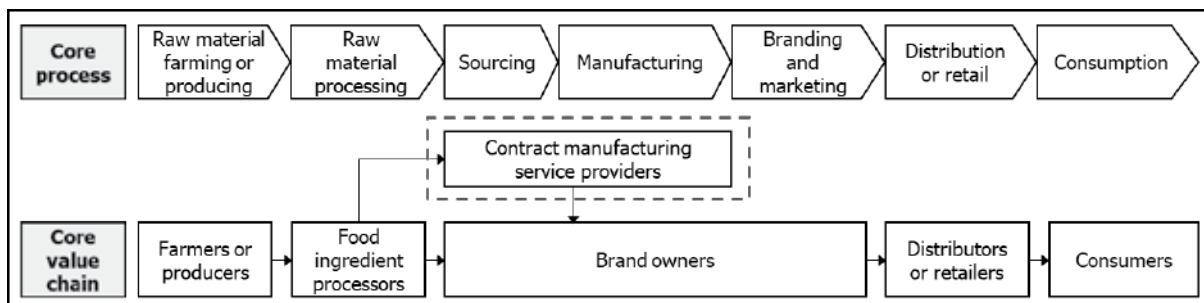 Core
process
Raw material
farming or
producing
Raw
material
processing
Sourcing
Manufacturing
Branding
and
marketing
Distribution
or retail
Consumption
Contract manufacturing
service providers
Core
value
chain
Farmers or
producers
Food
ingredient
processors
Brand owners
Distributors
or retailers
Consumers